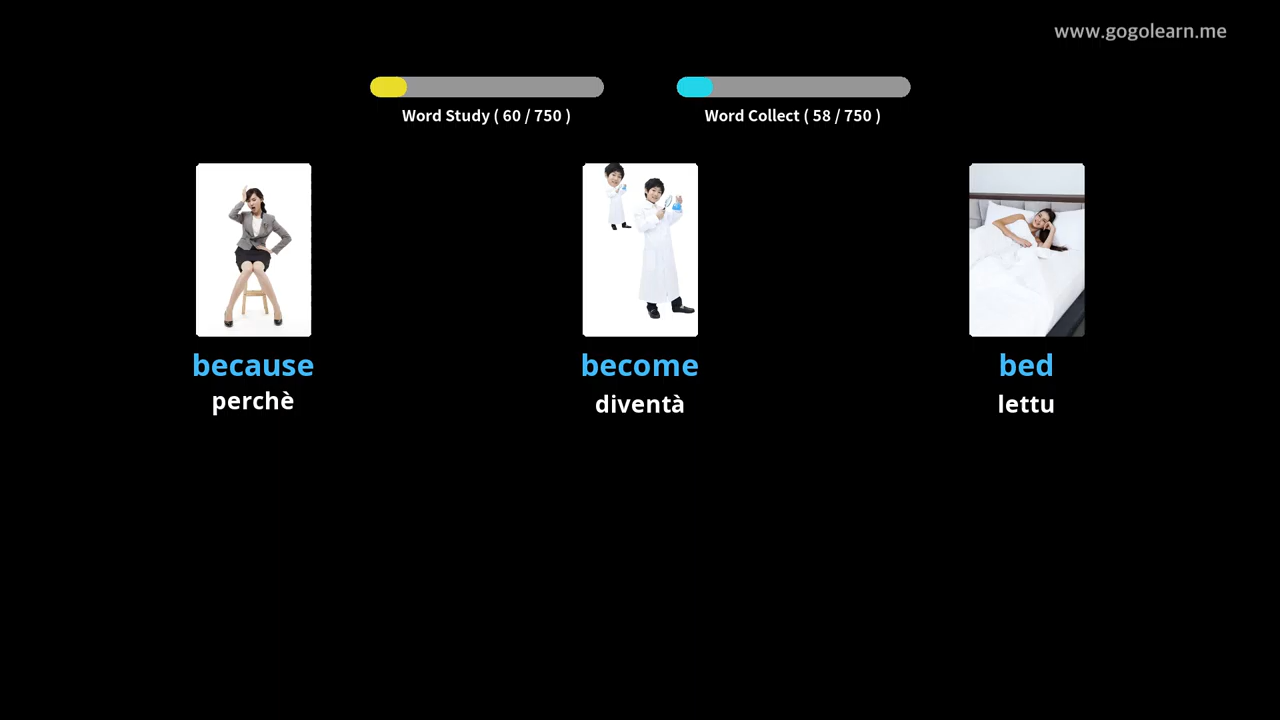 www.gogolearn.me
Word Study ( 60 / 750 )
Word Collect ( 58 / 750 )
because
perchè
become
diventà
bed
lettu